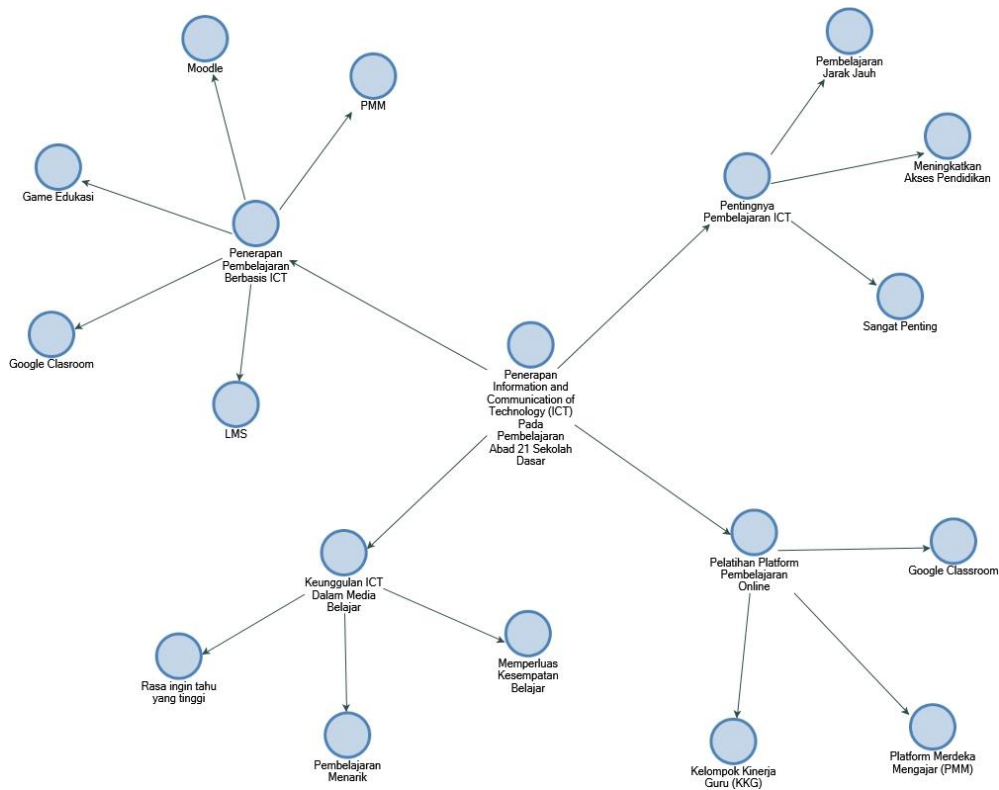 Moodle
PMM
Game Edukasi
Penerapan
Pembelajaran
Berbasis ICT
Google Clasroom
LMS
Pembelajaran
Jarak Jauh
Meningkatkan
Akses Pendidikan
Pentingnya
Pembelajaran ICT
Sangat Penting
Penerapan
Information and
Communication of
Technology (ICT)
Pada
Pembelajaran
Abad 21 Sekolah
Dasar
Keunggulan ICT
Dalam Media
Belajar
Rasa ingin tahu
yang tinggi
Pembelajaran
Menarik
Memperluas
Kesempatan
Belajar
Pelatihan Platform
Pembelajaran
Online
Google Classroom
Kelompok Kinerja
Guru (KKG)
Platform Merdeka
Mengajar (PMM)